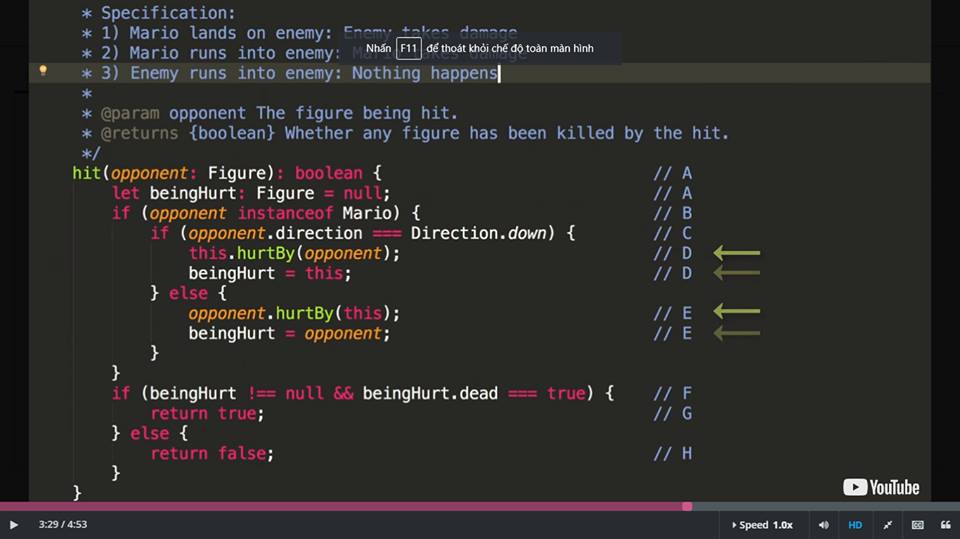 * Specification:
* 1) Mario lands on enemy: Enemy takes damage
* 2) Mario runs into enemy: Mario takes damage
Nhấn F11 để thoát khỏi chế độ toàn màn hình
* 3) Enemy runs into enemy: Nothing happens
*
* @param opponent The figure being hit.
* @returns {boolean} Whether any figure has been killed by the hit.
*/
hit(opponent: Figure): boolean { // A
let beingHurt: Figure = null; // A
if (opponent instanceof Mario) { // B
if (opponent.direction === Direction.down) { // C
this.hurtBy(opponent); // D
beingHurt = this; // D
} else {
opponent.hurtBy(this); // E
beingHurt = opponent; // E
}
}
if (beingHurt !== null && beingHurt.dead === true) { // F
return true; // G
} else {
return false; // H
}
}
YouTube
3:29 / 4:53
Speed 1.0x
HD
CC